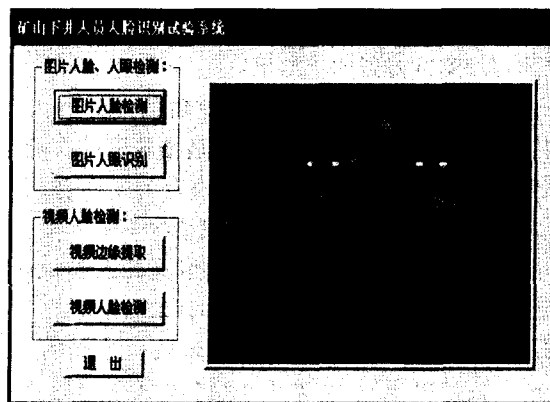 矿山下井人员人脸识别试验系统
图片人脸、人眼检测:
图片人脸检测
图片人眼识别
视频人脸检测:
视频边缘提取
视频人脸检测
退 出